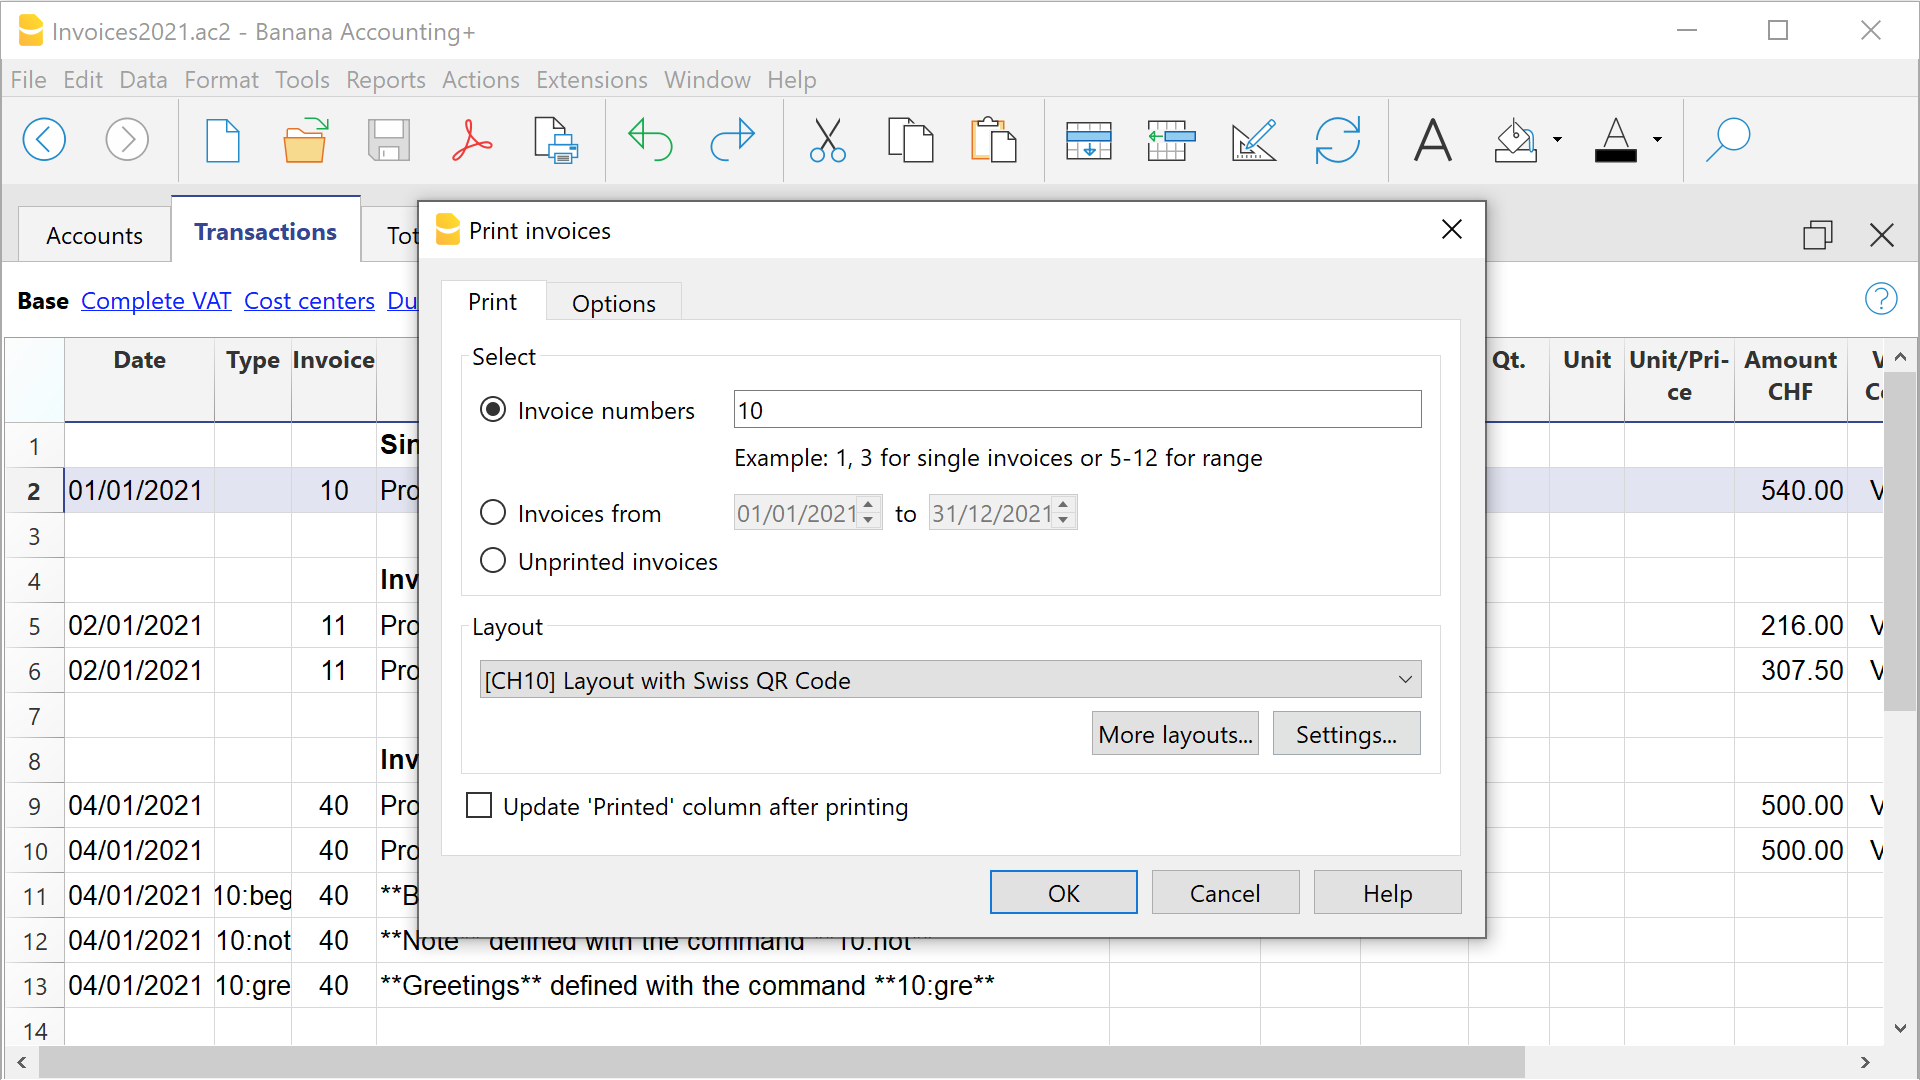 Invoices2021.ac2 - Banana Accounting+
File Edit Data Format Tools Reports Actions Extensions Window Help
Accounts Transactions Tot
Base Complete VAT Cost centers Du
Print invoices
Print Options
Select
Invoice numbers 10
Example: 1, 3 for single invoices or 5-12 for range
Invoices from 01/01/2021 to 31/12/2021
Unprinted invoices
Layout
[CH10] Layout with Swiss QR Code
More layouts... Settings...
Update 'Printed' column after printing
OK Cancel Help
Date Type Invoice Qt. Unit Unit/Pri-
ce Amount
CHF
1 Sin
2 01/01/2021 10 Pro 540.00 V
3
4 Inv
5 02/01/2021 11 Pro 216.00 V
6 02/01/2021 11 Pro 307.50 V
7
8 Inv
9 04/01/2021 40 Pro 500.00 V
10 04/01/2021 40 Pro 500.00 V
11 04/01/2021 10:beg 40 **B
12 04/01/2021 10:not 40 **Note** defined with the command **10:not**
13 04/01/2021 10:gre 40 **Greetings** defined with the command **10:gre**
14